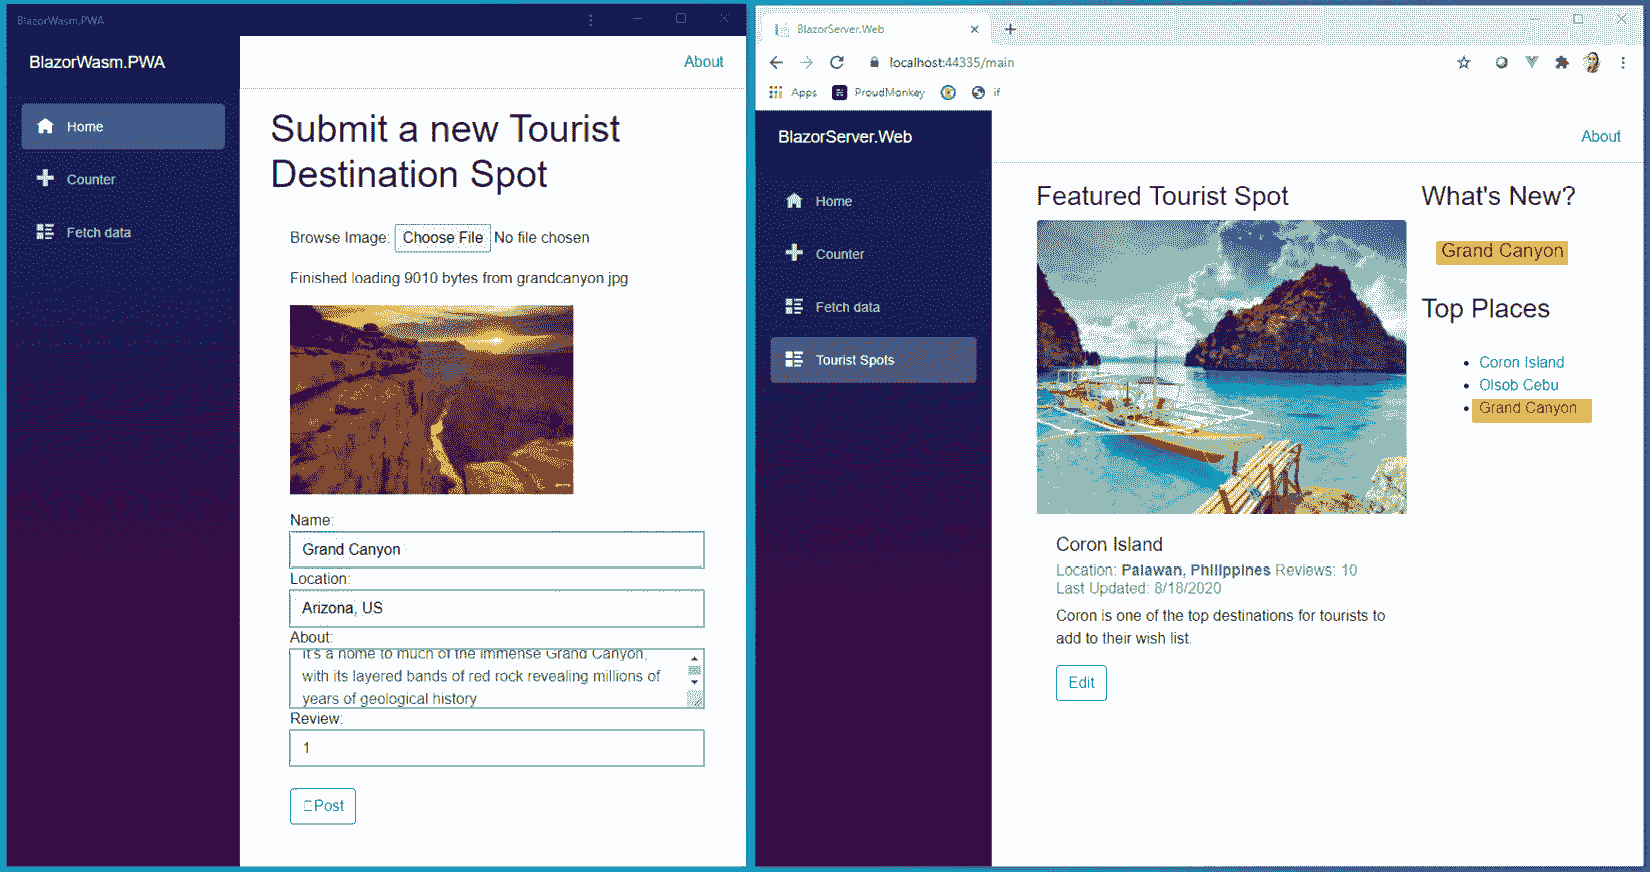 BlazorWasm.PWA
BlazorWasm.PWA
About
Home
Counter
Fetch data
Submit a new Tourist
Destination Spot
Browse Image: Choose File No file chosen
Finished loading 9010 bytes from grandcanyon.jpg
Name:
Grand Canyon
Location:
Arizona, US
About:
It's a home to much of the immense Grand Canyon,
with its layered bands of red rock revealing millions of
years of geological history
Review:
1
Post
BlazorServer.Web
localhost:44335/main
Apps
ProudMonkey
if
BlazorServer.Web
About
Home
Counter
Fetch data
Tourist Spots
Featured Tourist Spot
Coron Island
Location: Palawan, Philippines Reviews: 10
Last Updated: 8/18/2020
Coron is one of the top destinations for tourists to
add to their wish list.
Edit
What's New?
Grand Canyon
Top Places
Coron Island
Olsob Cebu
Grand Canyon